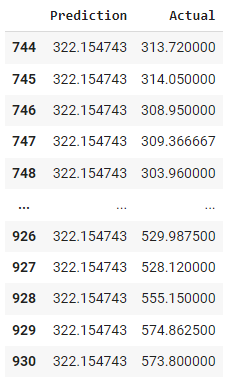 Prediction Actual
744 322.154743 313.720000
745 322.154743 314.050000
746 322.154743 308.950000
747 322.154743 309.366667
748 322.154743 303.960000
... ... ...
926 322.154743 529.987500
927 322.154743 528.120000
928 322.154743 555.150000
929 322.154743 574.862500
930 322.154743 573.800000